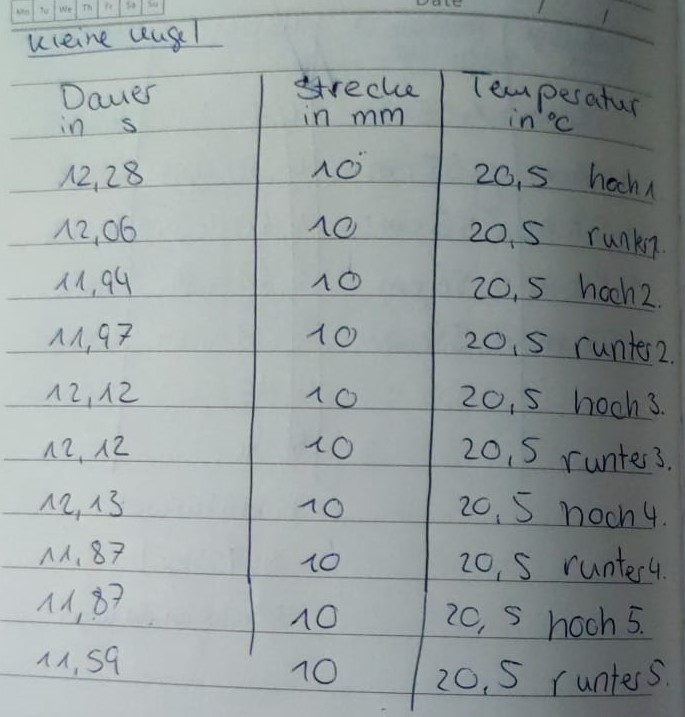 Mo Tu We Th Fr Sa Su
Date / /
Kleine Kugel
Dauer in s Strecke in mm Temperatur in °C
12,28 10 20,5 hoch 1
12,06 10 20,5 runter 1.
11,94 10 20,5 hoch 2.
11,97 10 20,5 runter 2.
12,12 10 20,5 hoch 3.
12,12 10 20,5 runter 3.
12,13 10 20,5 hoch 4.
11,87 10 20,5 runter 4.
11,87 10 20,5 hoch 5.
11,59 10 20,5 runter 5.